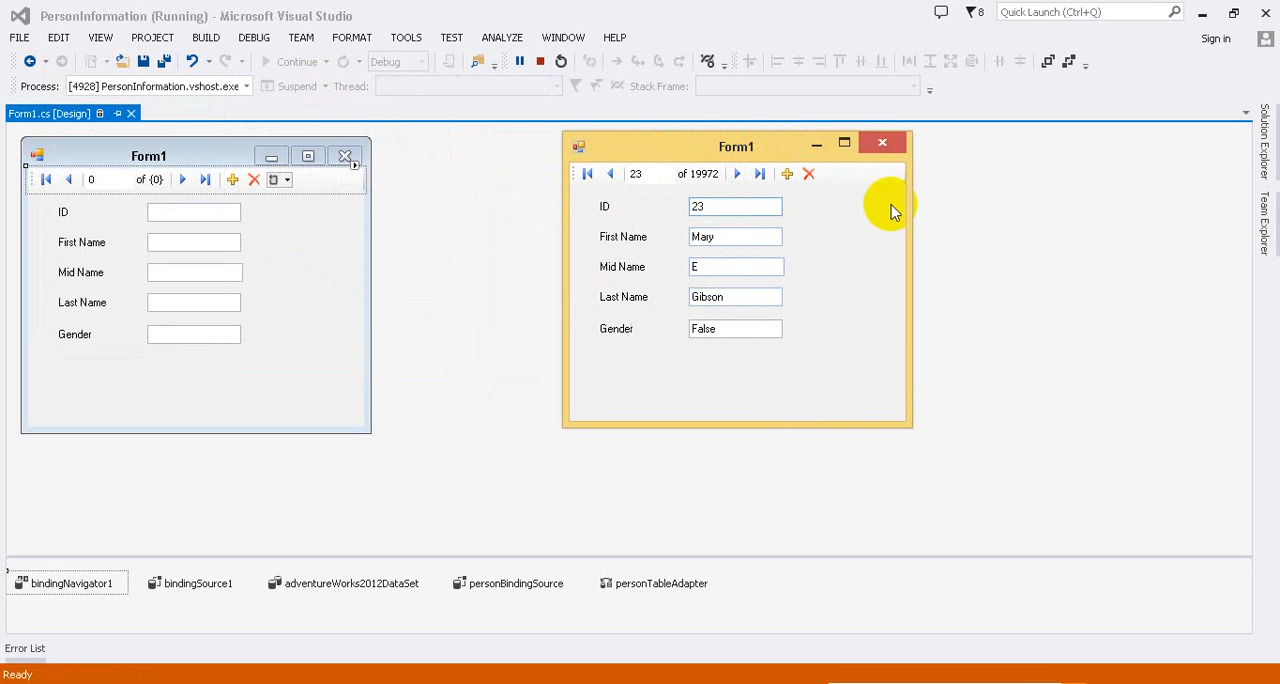 PersonInformation (Running) - Microsoft Visual Studio
8
Quick Launch (Ctrl+Q)
FILE EDIT VIEW PROJECT BUILD DEBUG TEAM FORMAT TOOLS TEST ANALYZE WINDOW HELP
Sign in
Continue
Debug
Process: [4928] PersonInformation.vshost.exe
Suspend Thread:
Stack Frame:
Form1.cs [Design]
Form1
0 of {0}
ID
First Name
Mid Name
Last Name
Gender
Form1
23 of 19972
ID 23
First Name Mary
Mid Name E
Last Name Gibson
Gender False
Solution Explorer
Team Explorer
bindingNavigator1 bindingSource1 adventureWorks2012DataSet personBindingSource personTableAdapter
Error List
Ready